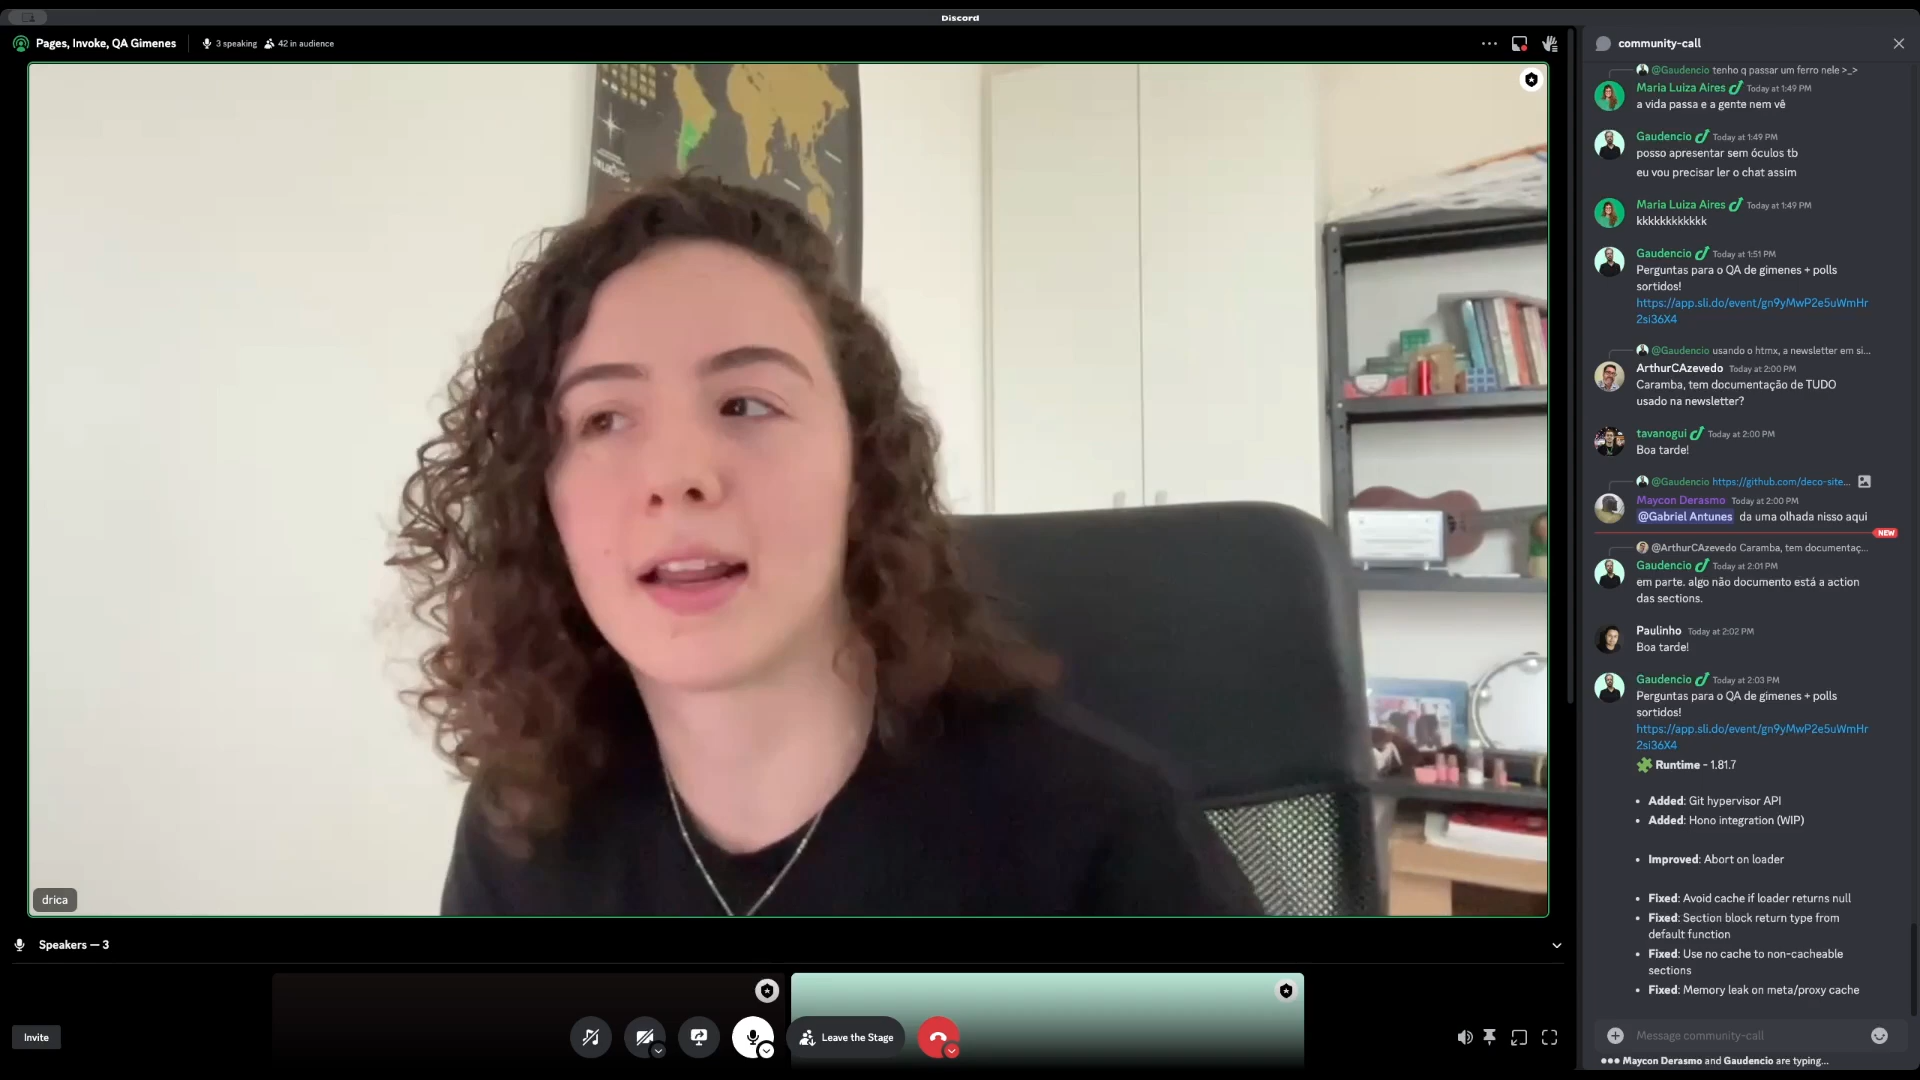 Discord
Pages, Invoke, QA Gimenes
3 speaking
42 in audience
drica
Speakers — 3
Invite
Leave the Stage
community-call
@Gaudencio tenho q passar um ferro nele >_>
Maria Luiza Aires Today at 1:49 PM
a vida passa e a gente nem vê
Gaudencio Today at 1:49 PM
posso apresentar sem óculos tb
eu vou precisar ler o chat assim
Maria Luiza Aires Today at 1:49 PM
kkkkkkkkkkkk
Gaudencio Today at 1:51 PM
Perguntas para o QA de gimenes + polls
sortidos!
https://app.sli.do/event/gn9yMwP2e5uWmHr
2si36X4
@Gaudencio usando o htmx, a newsletter em si...
ArthurCAzevedo Today at 2:00 PM
Caramba, tem documentação de TUDO
usado na newsletter?
tavanogui Today at 2:00 PM
Boa tarde!
@Gaudencio https://github.com/deco-site...
Maycon Derasmo Today at 2:00 PM
@Gabriel Antunes da uma olhada nisso aqui
NEW
@ArthurCAzevedo Caramba, tem documentaç...
Gaudencio Today at 2:01 PM
em parte. algo não documento está a action
das sections.
Paulinho Today at 2:02 PM
Boa tarde!
Gaudencio Today at 2:03 PM
Perguntas para o QA de gimenes + polls
sortidos!
https://app.sli.do/event/gn9yMwP2e5uWmHr
2si36X4
Runtime - 1.81.7
• Added: Git hypervisor API
• Added: Hono integration (WIP)
• Improved: Abort on loader
• Fixed: Avoid cache if loader returns null
• Fixed: Section block return type from
default function
• Fixed: Use no cache to non-cacheable
sections
• Fixed: Memory leak on meta/proxy cache
Message community-call
Maycon Derasmo and Gaudencio are typing...